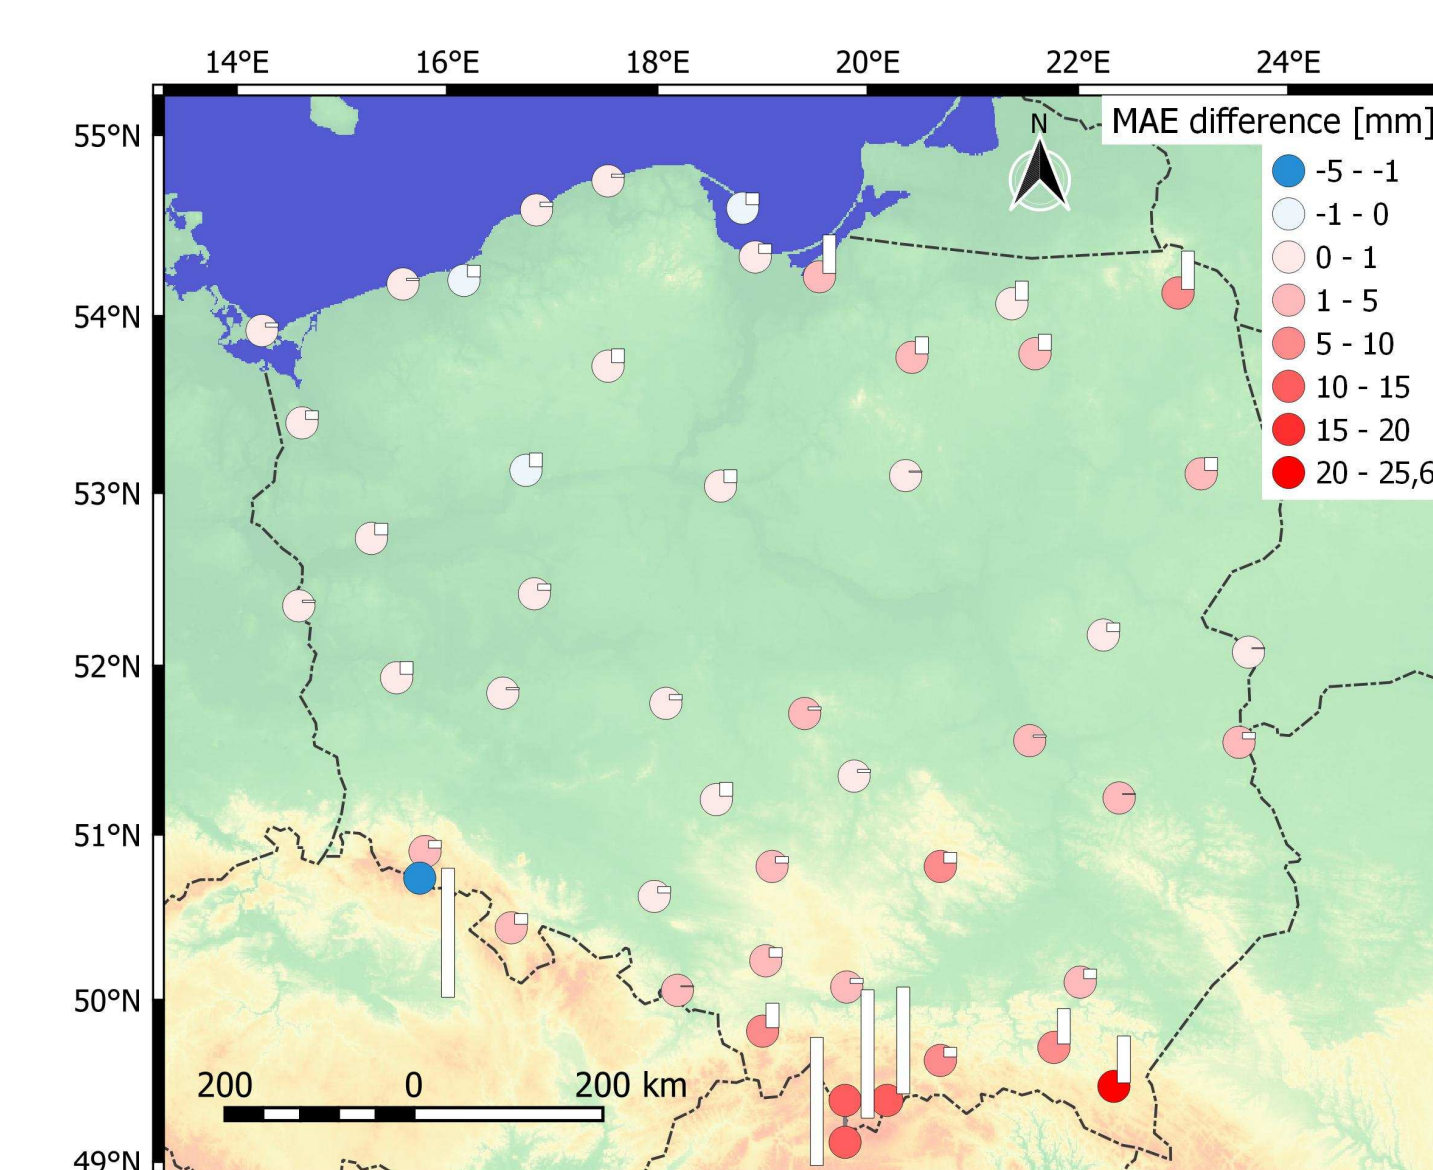 14°E 16°E 18°E 20°E 22°E 24°E
55°N
54°N
53°N
52°N
51°N
50°N
49°N
N
MAE difference [mm]
-5 - -1
-1 - 0
0 - 1
1 - 5
5 - 10
10 - 15
15 - 20
20 - 25,6
200 0 200 km